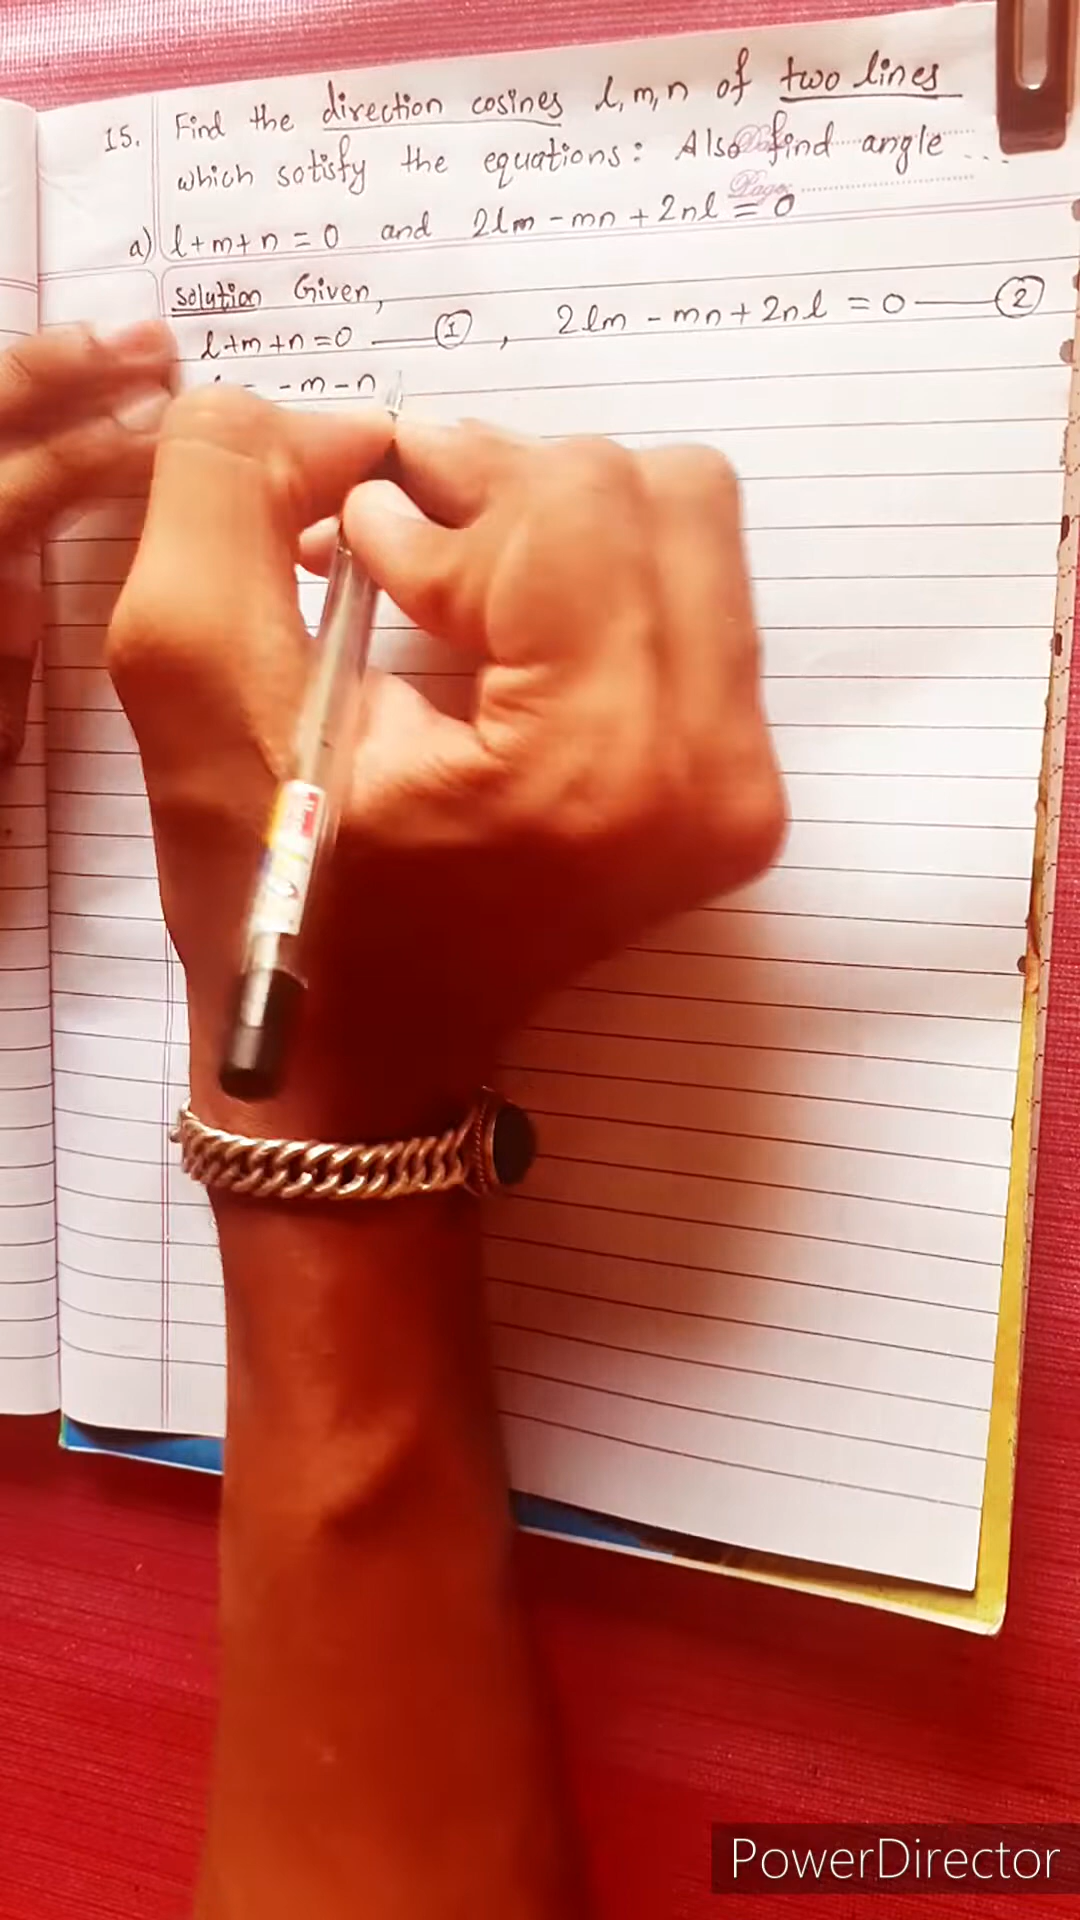 15. Find the direction cosines l, m, n of two lines
which satisfy the equations: Also find angle
Page
a) l+m+n = 0 and 2lm - mn + 2nl = 0
Solution Given,
l+m+n=0 — (1) , 2lm - mn + 2nl = 0 — (2)
- m - n
PowerDirector